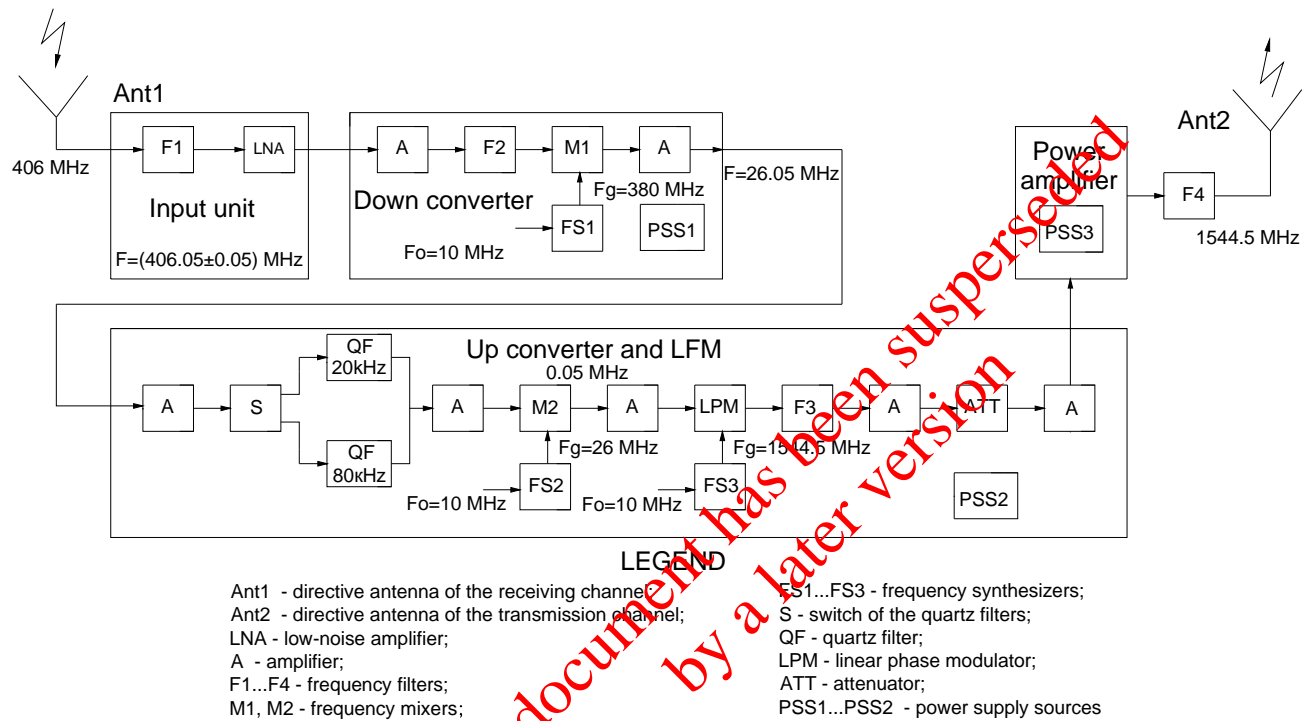 Ant1
406 MHz
F1
LNA
Input unit
F=(406.05±0.05) MHz
A
F2
M1
A
Down converter
Fg=380 MHz
FS1
PSS1
Fo=10 MHz
F=26.05 MHz
Power
amplifier
PSS3
F4
Ant2
1544.5 MHz
Up converter and LFM
A
S
QF
20kHz
QF
80кHz
A
M2
0.05 MHz
A
LPM
F3
A
ATT
A
Fg=26 MHz
Fg=1544.5 MHz
FS2
FS3
Fo=10 MHz
Fo=10 MHz
PSS2
LEGEND
Ant1 - directive antenna of the receiving channel;
Ant2 - directive antenna of the transmission channel;
LNA - low-noise amplifier;
A - amplifier;
F1...F4 - frequency filters;
M1, M2 - frequency mixers;
FS1...FS3 - frequency synthesizers;
S - switch of the quartz filters;
QF - quartz filter;
LPM - linear phase modulator;
ATT - attenuator;
PSS1...PSS2 - power supply sources
document has been susperseded
by a later version